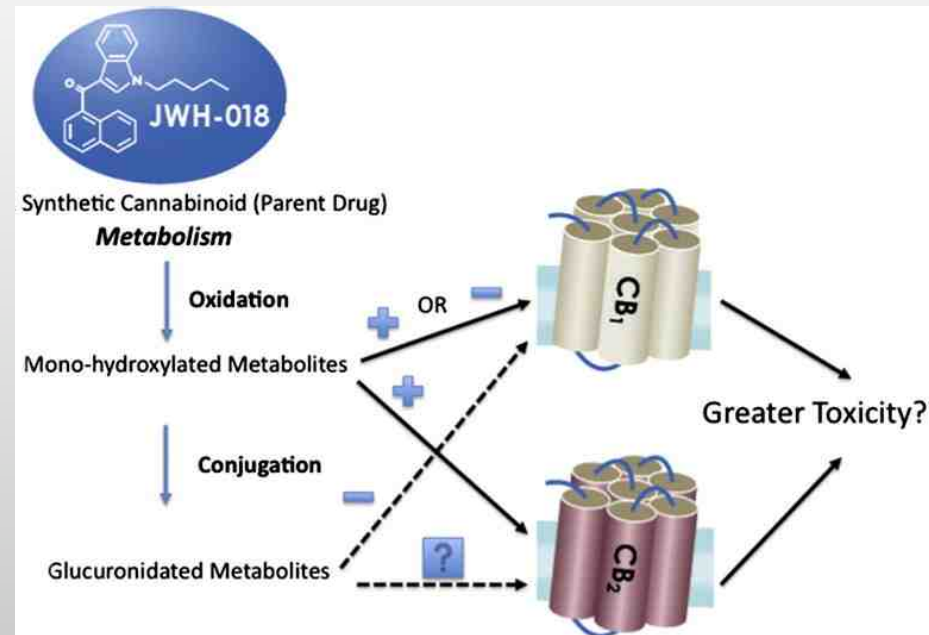 O
N
JWH-018
Synthetic Cannabinoid (Parent Drug)
Metabolism
Oxidation
+ OR −
Mono-hydroxylated Metabolites
+
Conjugation
−
Glucuronidated Metabolites
?
CB₁
CB₂
Greater Toxicity?